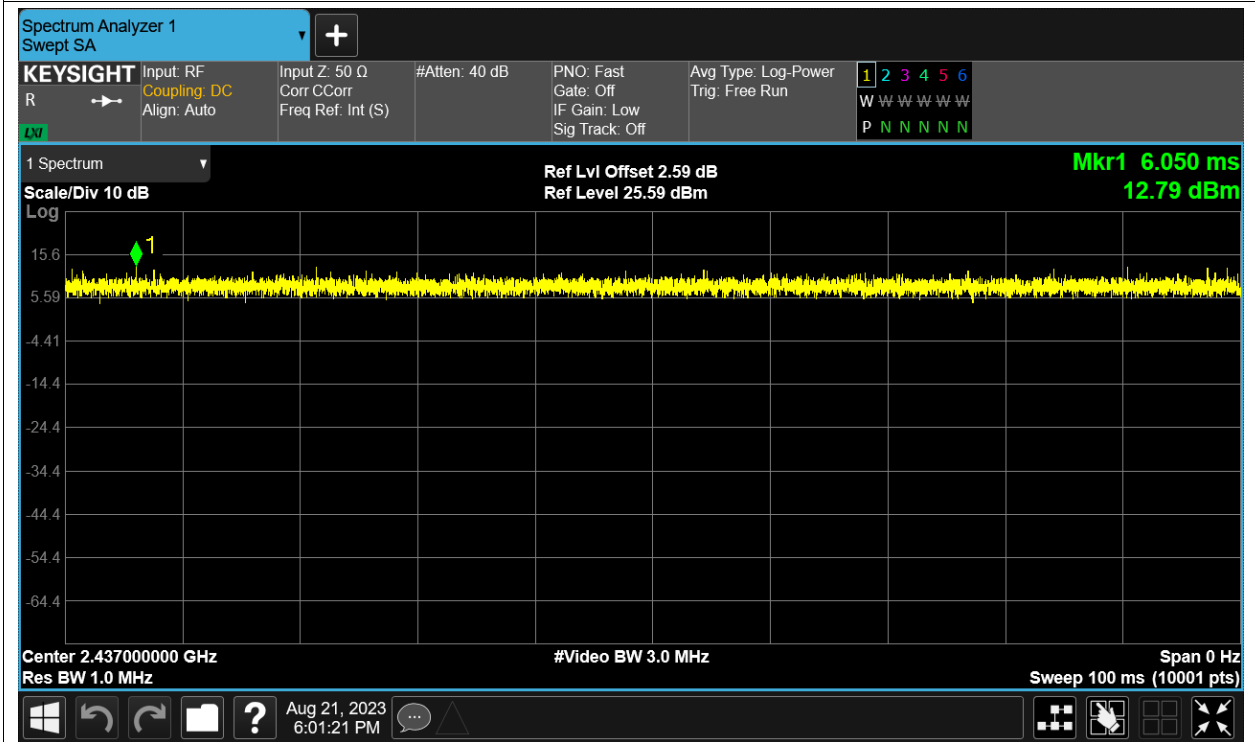 Spectrum Analyzer 1
Swept SA
KEYSIGHT
R
LXI
Input: RF
Coupling: DC
Align: Auto
Input Z: 50 Ω
Corr CCorr
Freq Ref: Int (S)
#Atten: 40 dB
PNO: Fast
Gate: Off
IF Gain: Low
Sig Track: Off
Avg Type: Log-Power
Trig: Free Run
1 2 3 4 5 6
W W W W W W
P N N N N N
1 Spectrum
Scale/Div 10 dB
Log
Ref Lvl Offset 2.59 dB
Ref Level 25.59 dBm
Mkr1 6.050 ms
12.79 dBm
1
15.6
5.59
-4.41
-14.4
-24.4
-34.4
-44.4
-54.4
-64.4
Center 2.437000000 GHz
Res BW 1.0 MHz
#Video BW 3.0 MHz
Span 0 Hz
Sweep 100 ms (10001 pts)
?
Aug 21, 2023
6:01:21 PM